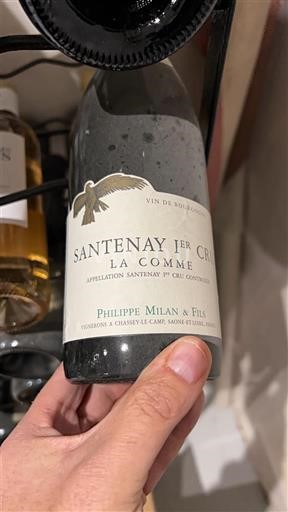 VIN DE BOURGOGNE
SANTENAY 1ER CRU
LA COMME
APPELLATION SANTENAY 1ER CRU CONTRÔLÉE
PHILIPPE MILAN & FILS
VIGNERONS A CHASSEY-LE-CAMP, SAONE-ET-LOIRE,